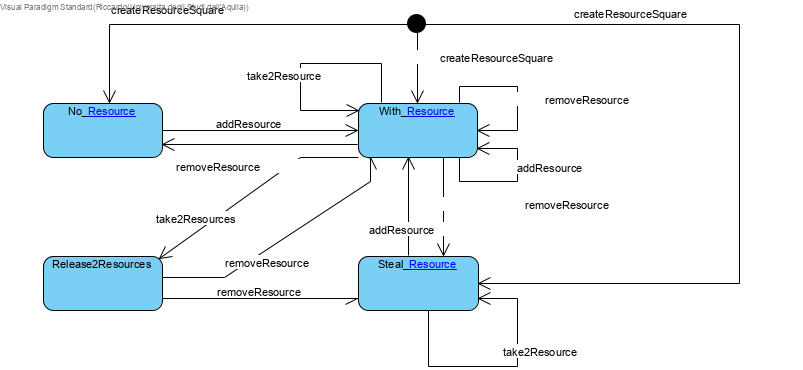 Visual Paradigm Standard(Riccardo(Universita degli Studi dell'Aquila))
createResourceSquare
createResourceSquare
createResourceSquare
take2Resource
removeResource
No_Resource
With_Resource
addResource
removeResource
addResource
removeResource
take2Resources
addResource
removeResource
Release2Resources
Steal_Resource
removeResource
take2Resource